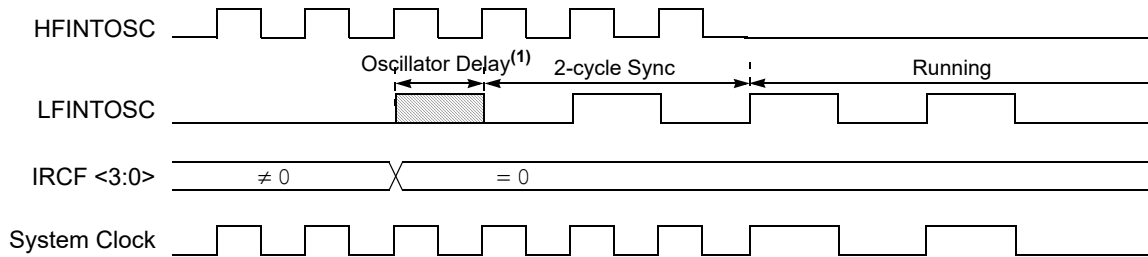 HFINTOSC
Oscillator Delay(1) 2-cycle Sync Running
LFINTOSC
IRCF <3:0> ≠ 0 = 0
System Clock